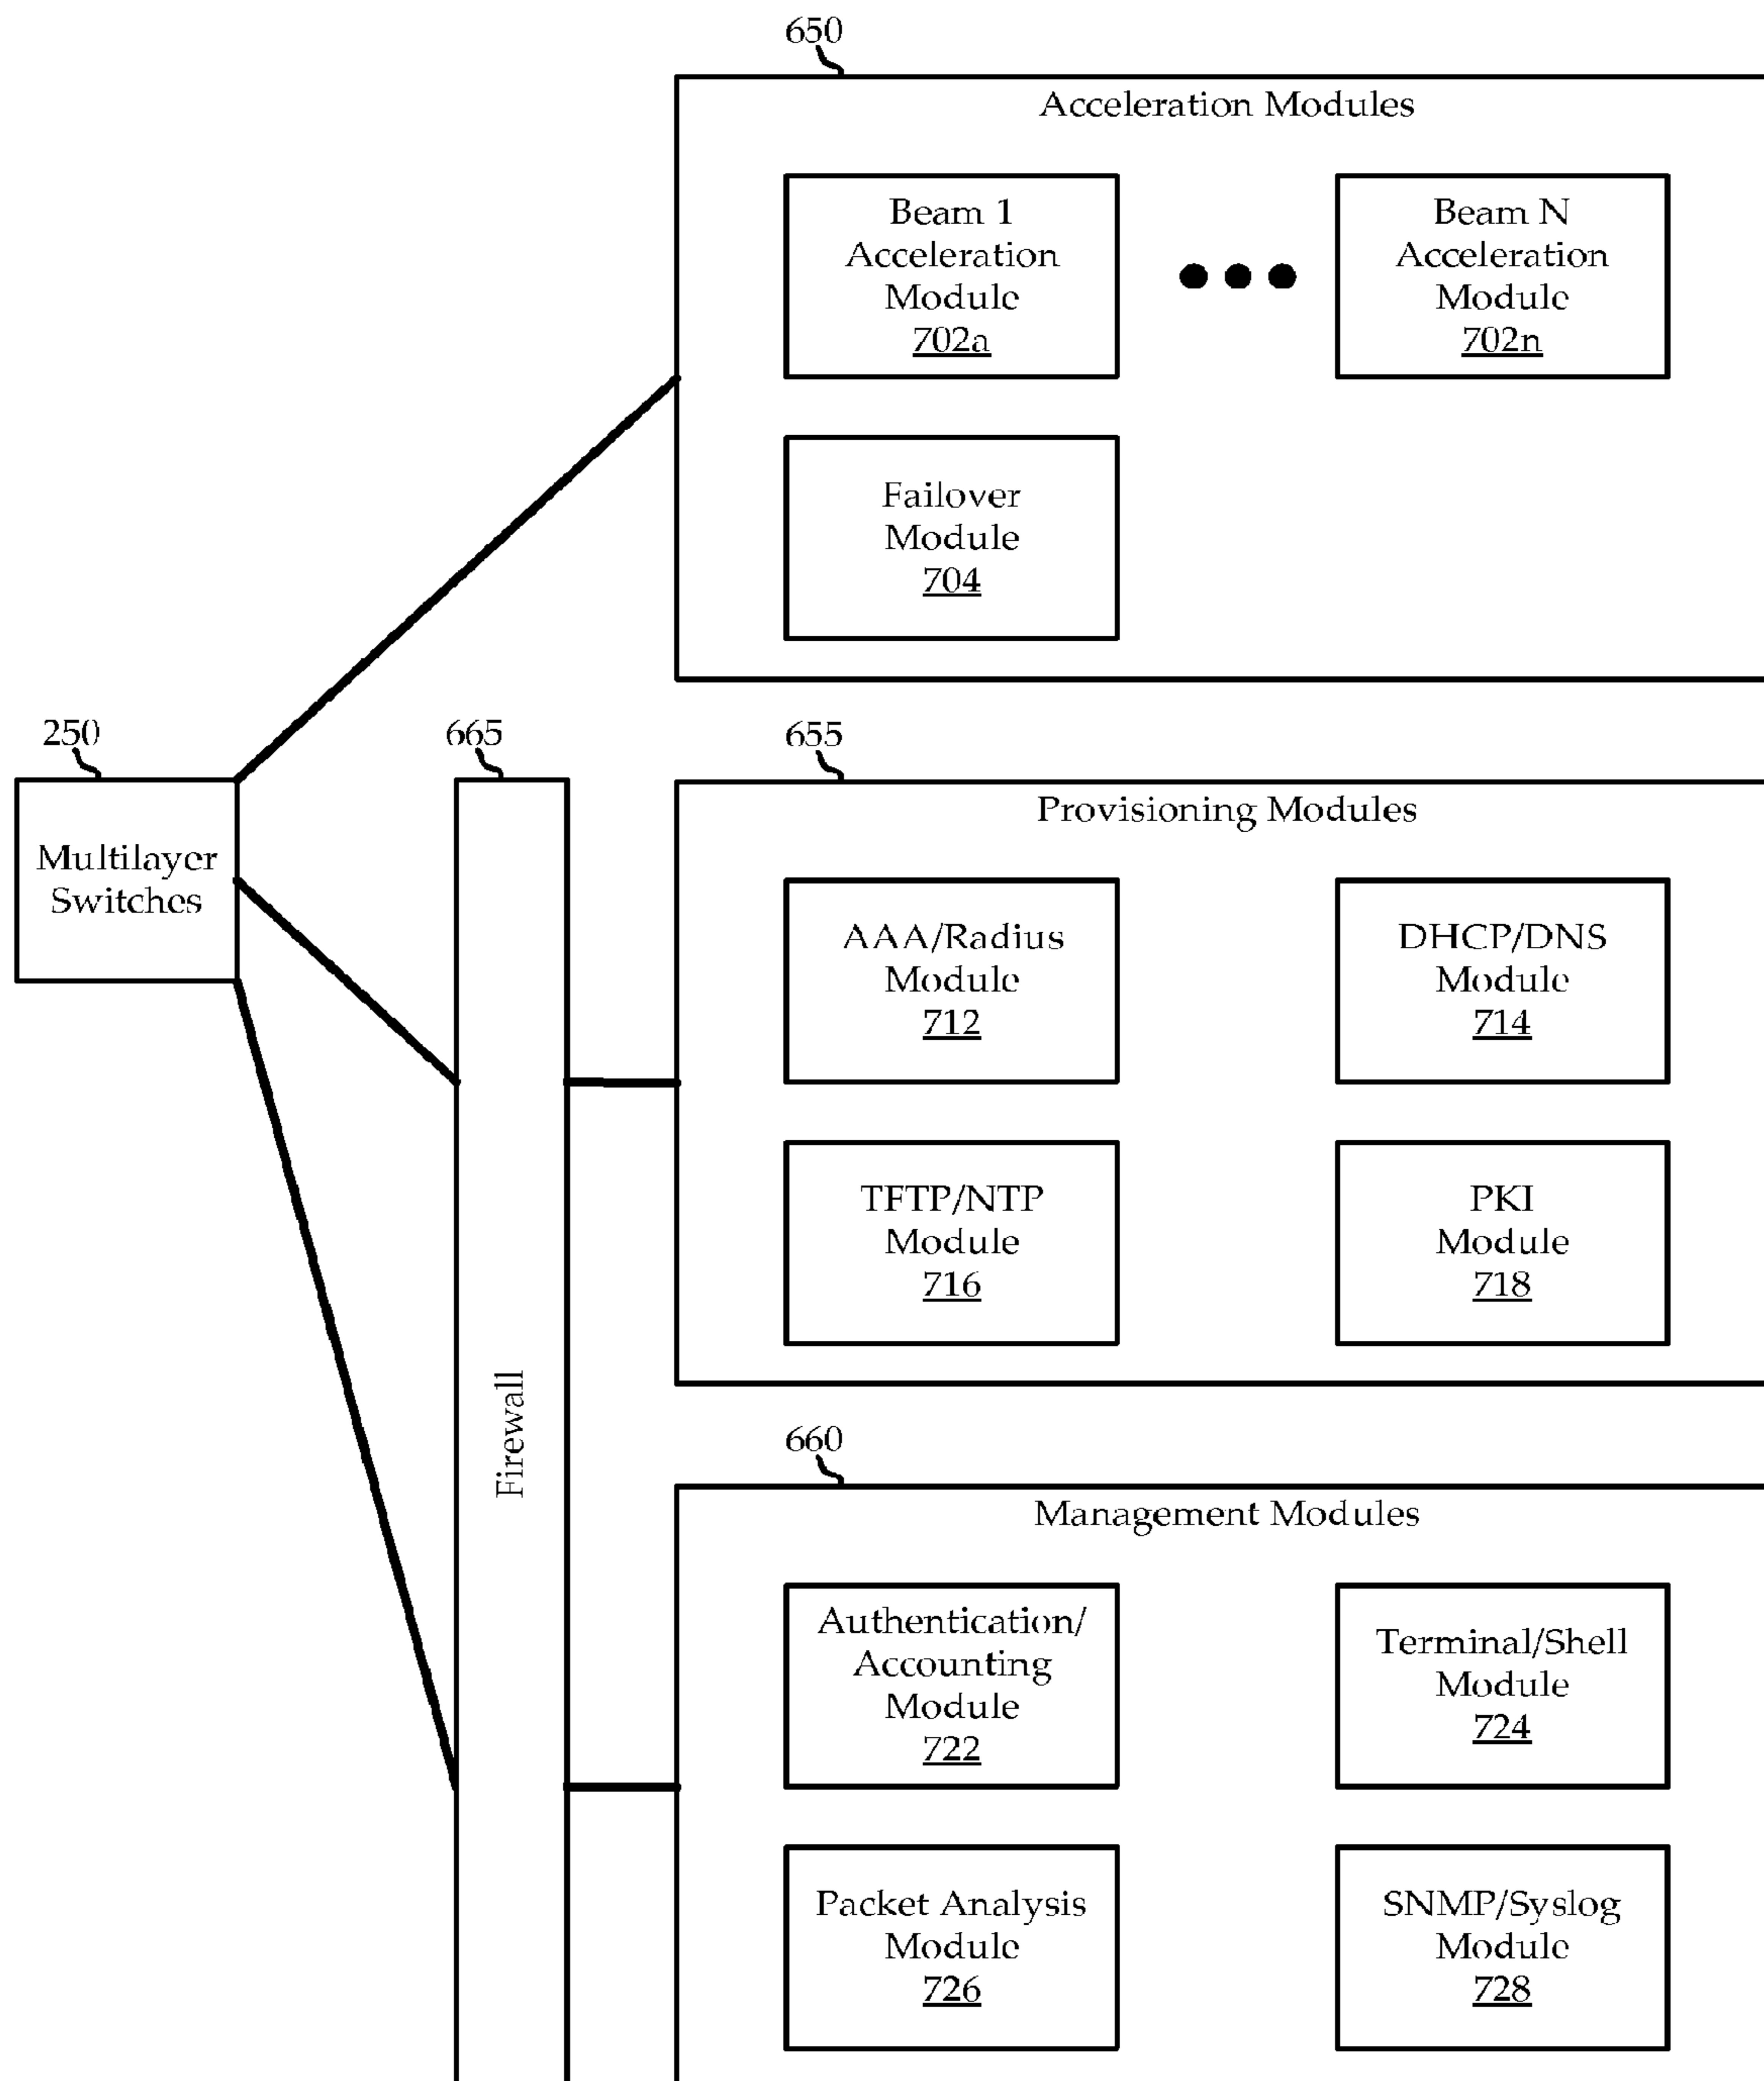 650
Acceleration Modules
Beam 1
Acceleration
Module
702a
Beam N
Acceleration
Module
702n
Failover
Module
704
250
Multilayer
Switches
665
Firewall
655
Provisioning Modules
AAA/Radius
Module
712
DHCP/DNS
Module
714
TFTP/NTP
Module
716
PKI
Module
718
660
Management Modules
Authentication/
Accounting
Module
722
Terminal/Shell
Module
724
Packet Analysis
Module
726
SNMP/Syslog
Module
728